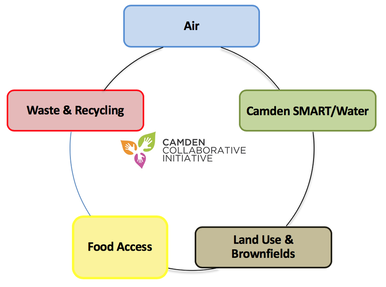 Air
Waste & Recycling
Camden SMART/Water
CAMDEN
COLLABORATIVE
INITIATIVE
Food Access
Land Use &
Brownfields